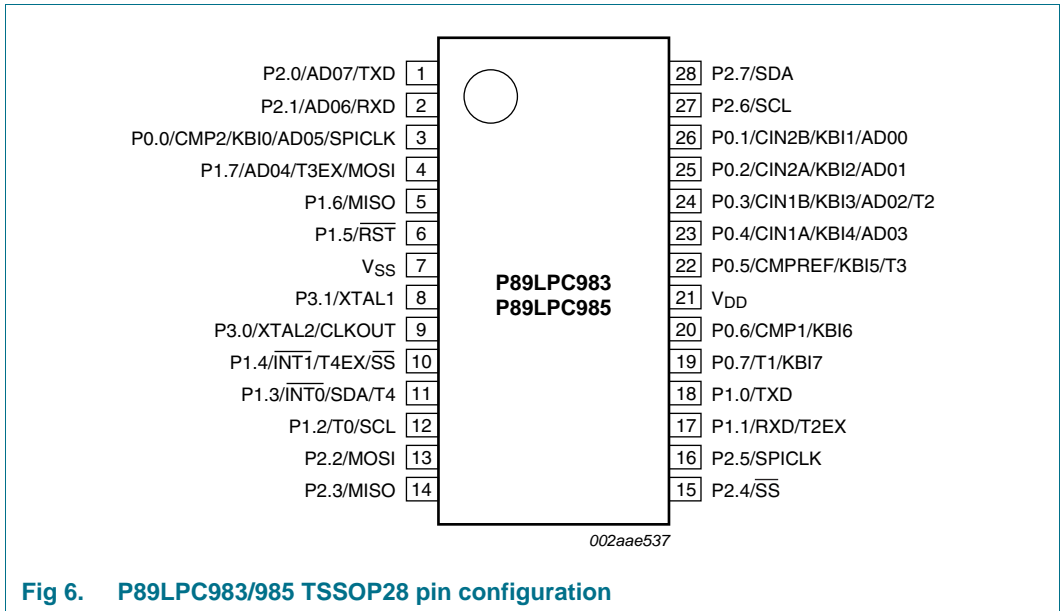 P2.0/AD07/TXD 1
P2.1/AD06/RXD 2
P0.0/CMP2/KBI0/AD05/SPICLK 3
P1.7/AD04/T3EX/MOSI 4
P1.6/MISO 5
P1.5/R̅S̅T̅ 6
VSS 7
P3.1/XTAL1 8
P3.0/XTAL2/CLKOUT 9
P1.4/I̅N̅T̅1̅/T4EX/S̅S̅ 10
P1.3/I̅N̅T̅0̅/SDA/T4 11
P1.2/T0/SCL 12
P2.2/MOSI 13
P2.3/MISO 14
P89LPC983
P89LPC985
28 P2.7/SDA
27 P2.6/SCL
26 P0.1/CIN2B/KBI1/AD00
25 P0.2/CIN2A/KBI2/AD01
24 P0.3/CIN1B/KBI3/AD02/T2
23 P0.4/CIN1A/KBI4/AD03
22 P0.5/CMPREF/KBI5/T3
21 VDD
20 P0.6/CMP1/KBI6
19 P0.7/T1/KBI7
18 P1.0/TXD
17 P1.1/RXD/T2EX
16 P2.5/SPICLK
15 P2.4/S̅S̅
002aae537
Fig 6. P89LPC983/985 TSSOP28 pin configuration